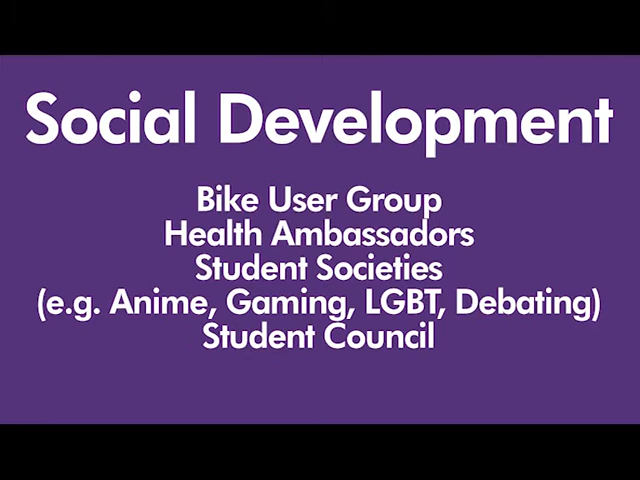 Social Development
Bike User Group
Health Ambassadors
Student Societies
(e.g. Anime, Gaming, LGBT, Debating)
Student Council